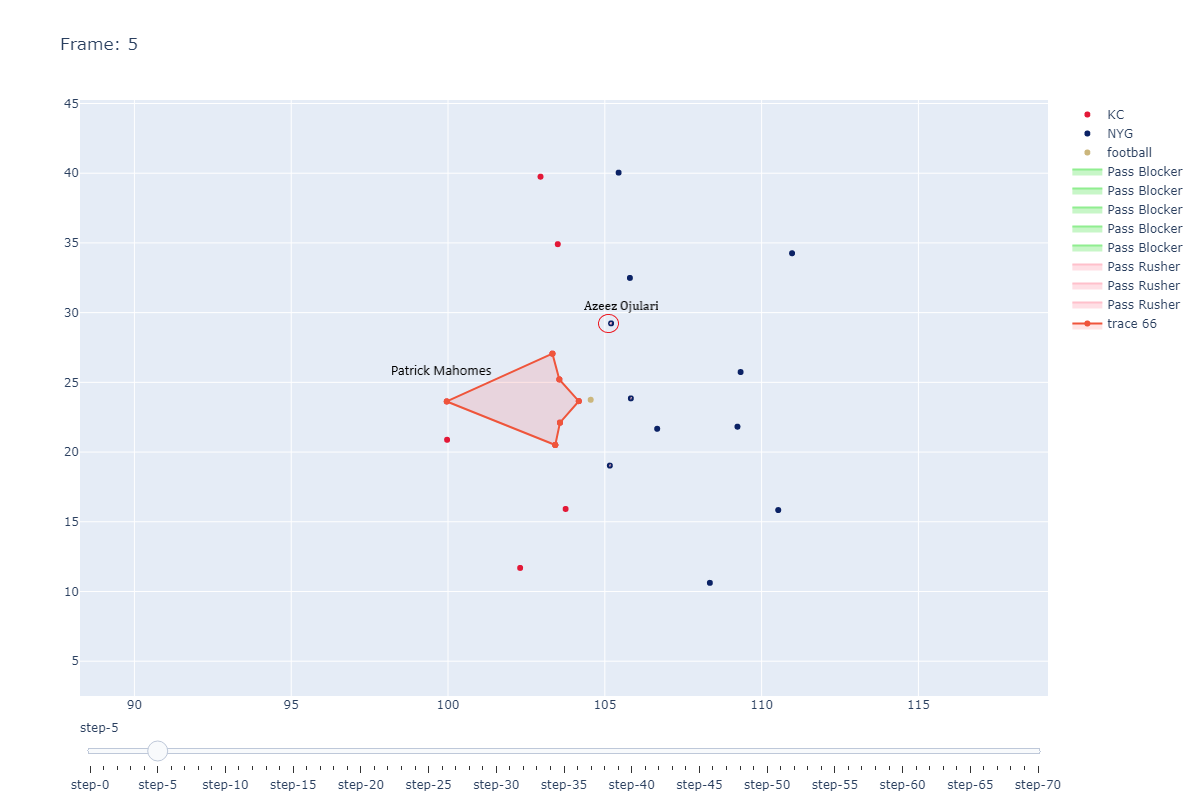 Frame: 5
45
40
35
30
25
20
15
10
5
90
95
100
105
110
115
Azeez Ojulari
Patrick Mahomes
KC
NYG
football
Pass Blocker
Pass Blocker
Pass Blocker
Pass Blocker
Pass Blocker
Pass Rusher
Pass Rusher
Pass Rusher
trace 66
step-5
step-0 step-5 step-10 step-15 step-20 step-25 step-30 step-35 step-40 step-45 step-50 step-55 step-60 step-65 step-70